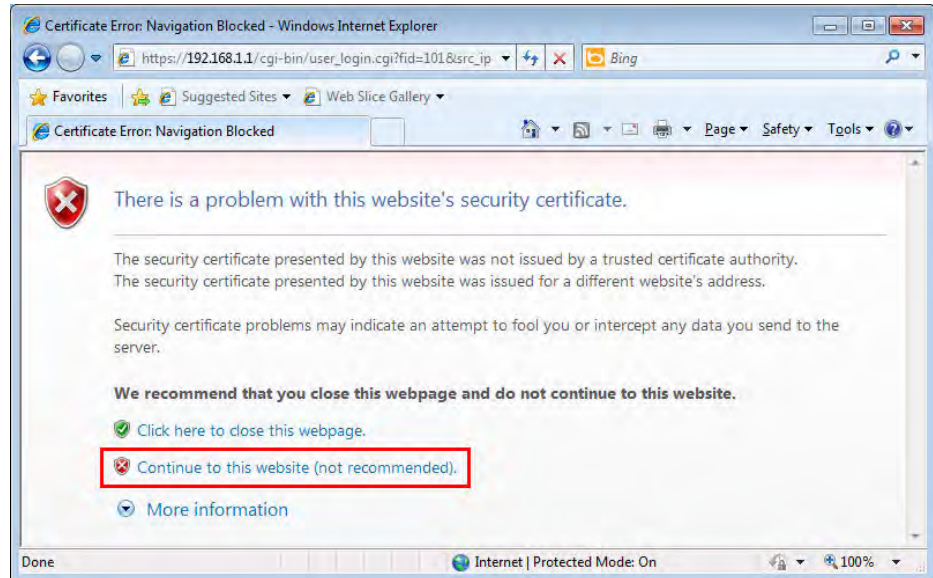 Certificate Error: Navigation Blocked - Windows Internet Explorer
https://192.168.1.1/cgi-bin/user_login.cgi?fid=101&src_ip
Bing
Favorites Suggested Sites Web Slice Gallery
Certificate Error: Navigation Blocked
Page Safety Tools
There is a problem with this website's security certificate.
The security certificate presented by this website was not issued by a trusted certificate authority.
The security certificate presented by this website was issued for a different website's address.
Security certificate problems may indicate an attempt to fool you or intercept any data you send to the
server.
We recommend that you close this webpage and do not continue to this website.
Click here to close this webpage.
Continue to this website (not recommended).
More information
Done
Internet | Protected Mode: On
100%